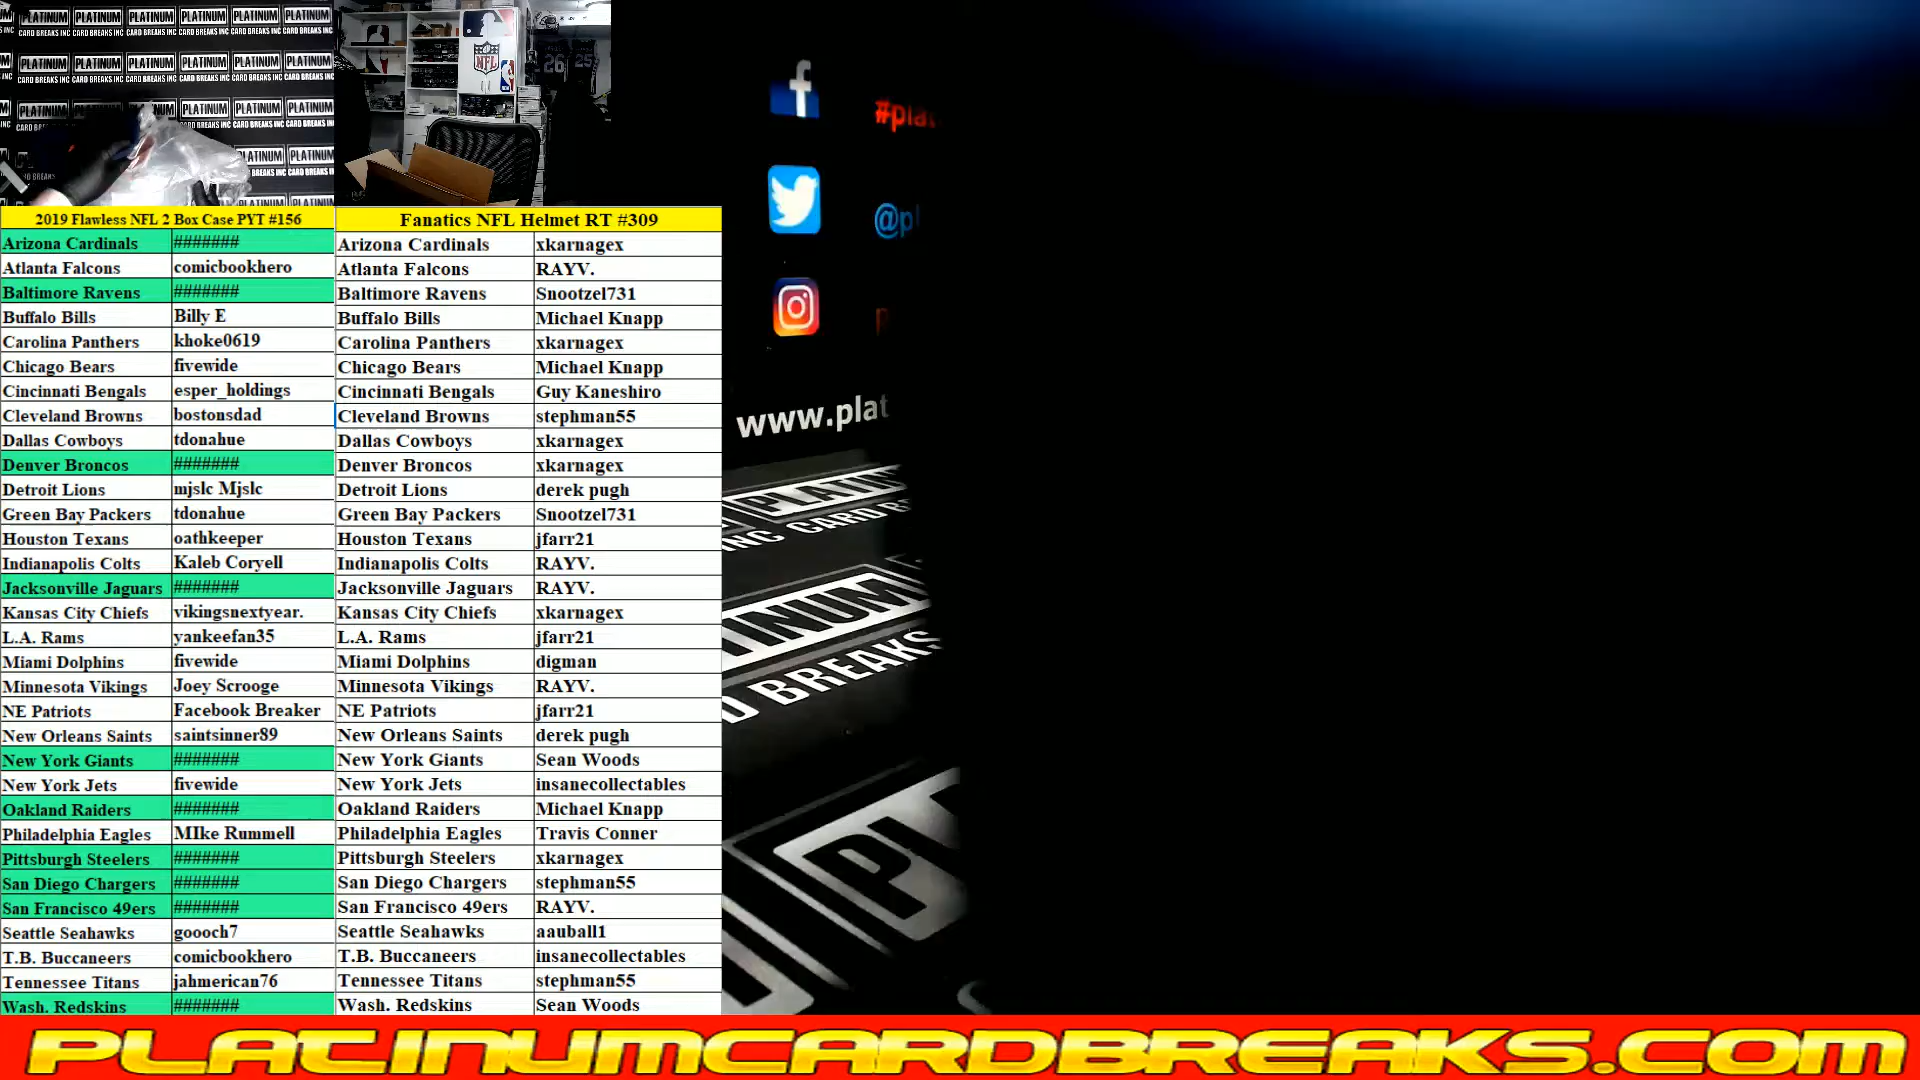 PLATINUM
CARD BREAKS INC
NFL
26 25
#pla
@pl
www.plat
PLATINUM
BREAKS
2019 Flawless NFL 2 Box Case PYT #156
Arizona Cardinals #######
Atlanta Falcons comicbookhero
Baltimore Ravens #######
Buffalo Bills Billy E
Carolina Panthers khoke0619
Chicago Bears fivewide
Cincinnati Bengals esper_holdings
Cleveland Browns bostonsdad
Dallas Cowboys tdonahue
Denver Broncos #######
Detroit Lions mjslc Mjslc
Green Bay Packers tdonahue
Houston Texans oathkeeper
Indianapolis Colts Kaleb Coryell
Jacksonville Jaguars #######
Kansas City Chiefs vikingsnextyear.
L.A. Rams yankeefan35
Miami Dolphins fivewide
Minnesota Vikings Joey Scrooge
NE Patriots Facebook Breaker
New Orleans Saints saintsinner89
New York Giants #######
New York Jets fivewide
Oakland Raiders #######
Philadelphia Eagles MIke Rummell
Pittsburgh Steelers #######
San Diego Chargers #######
San Francisco 49ers #######
Seattle Seahawks goooch7
T.B. Buccaneers comicbookhero
Tennessee Titans jahmerican76
Wash. Redskins #######
Fanatics NFL Helmet RT #309
Arizona Cardinals xkarnagex
Atlanta Falcons RAYV.
Baltimore Ravens Snootzel731
Buffalo Bills Michael Knapp
Carolina Panthers xkarnagex
Chicago Bears Michael Knapp
Cincinnati Bengals Guy Kaneshiro
Cleveland Browns stephman55
Dallas Cowboys xkarnagex
Denver Broncos xkarnagex
Detroit Lions derek pugh
Green Bay Packers Snootzel731
Houston Texans jfarr21
Indianapolis Colts RAYV.
Jacksonville Jaguars RAYV.
Kansas City Chiefs xkarnagex
L.A. Rams jfarr21
Miami Dolphins digman
Minnesota Vikings RAYV.
NE Patriots jfarr21
New Orleans Saints derek pugh
New York Giants Sean Woods
New York Jets insanecollectables
Oakland Raiders Michael Knapp
Philadelphia Eagles Travis Conner
Pittsburgh Steelers xkarnagex
San Diego Chargers stephman55
San Francisco 49ers RAYV.
Seattle Seahawks aauball1
T.B. Buccaneers insanecollectables
Tennessee Titans stephman55
Wash. Redskins Sean Woods
PLATINUMCARDBREAKS.COM